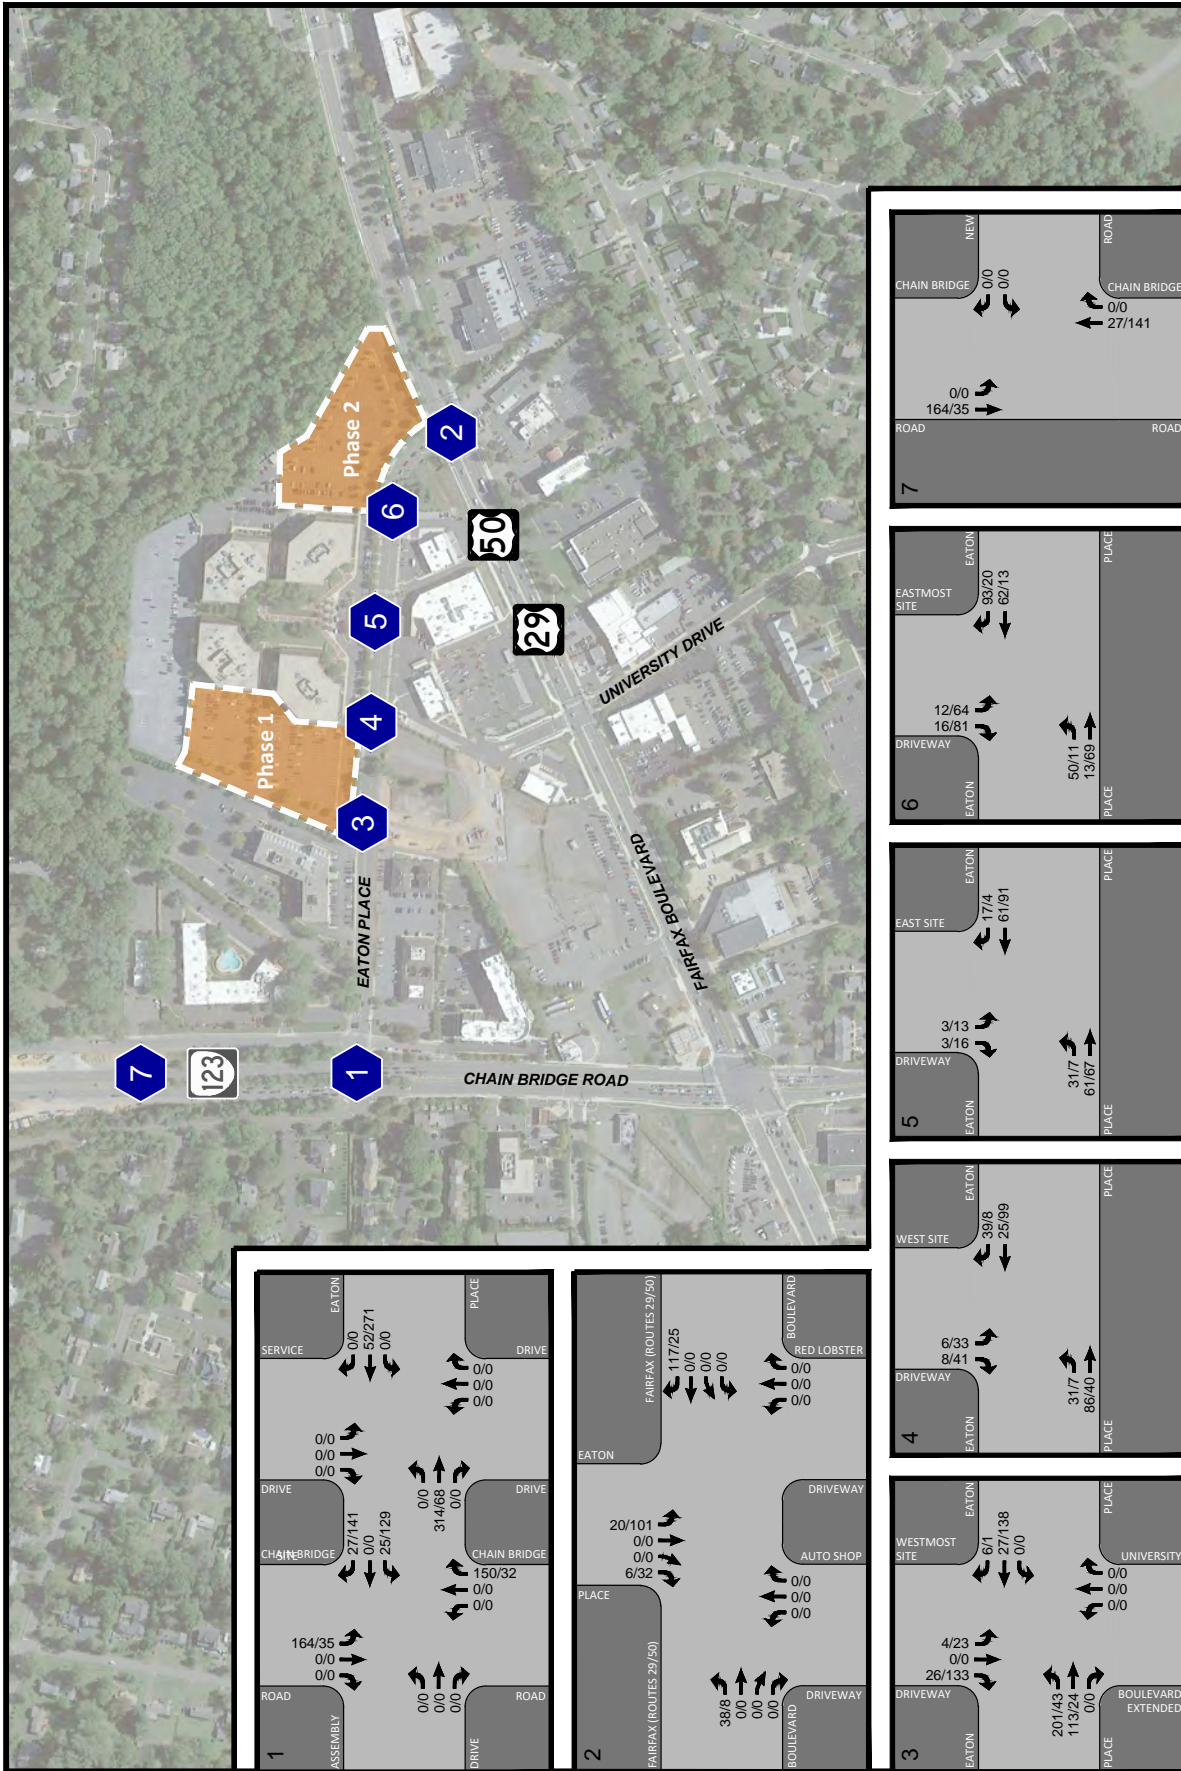 Phase 1
Phase 2
7
123
1
3
4
5
6
2
50
29
EATON PLACE
CHAIN BRIDGE ROAD
FAIRFAX BOULEVARD
UNIVERSITY DRIVE
1
ROAD
ASSEMBLY
DRIVE
CHAIN BRIDGE
SITE
SERVICE
EATON
164/35
0/0
0/0
27/141
0/0
25/129
0/0
0/0
0/0
0/0
52/271
0/0
0/0
0/0
0/0
150/32
0/0
0/0
0/0
314/68
0/0
0/0
0/0
0/0
DRIVE
ROAD
CHAIN BRIDGE
DRIVE
DRIVE
PLACE
2
FAIRFAX (ROUTES 29/50)
PLACE
EATON
FAIRFAX (ROUTES 29/50)
20/101
0/0
0/0
6/32
117/25
0/0
0/0
0/0
38/8
0/0
0/0
0/0
0/0
0/0
0/0
0/0
0/0
0/0
BOULEVARD
DRIVEWAY
AUTO SHOP
DRIVEWAY
RED LOBSTER
BOULEVARD
3
EATON
DRIVEWAY
WESTMOST
SITE
EATON
4/23
0/0
26/133
6/1
27/138
0/0
201/43
113/24
0/0
0/0
0/0
0/0
PLACE
BOULEVARD
EXTENDED
UNIVERSITY
PLACE
4
EATON
DRIVEWAY
WEST SITE
EATON
6/33
8/41
39/8
25/99
31/7
86/40
PLACE
PLACE
5
EATON
DRIVEWAY
EAST SITE
EATON
3/13
3/16
17/4
61/91
31/7
61/67
PLACE
PLACE
6
EATON
DRIVEWAY
EASTMOST
SITE
EATON
12/64
16/81
93/20
62/13
50/11
13/69
PLACE
PLACE
7
ROAD
CHAIN BRIDGE
NEW
0/0
164/35
0/0
0/0
0/0
27/141
ROAD
CHAIN BRIDGE
ROAD